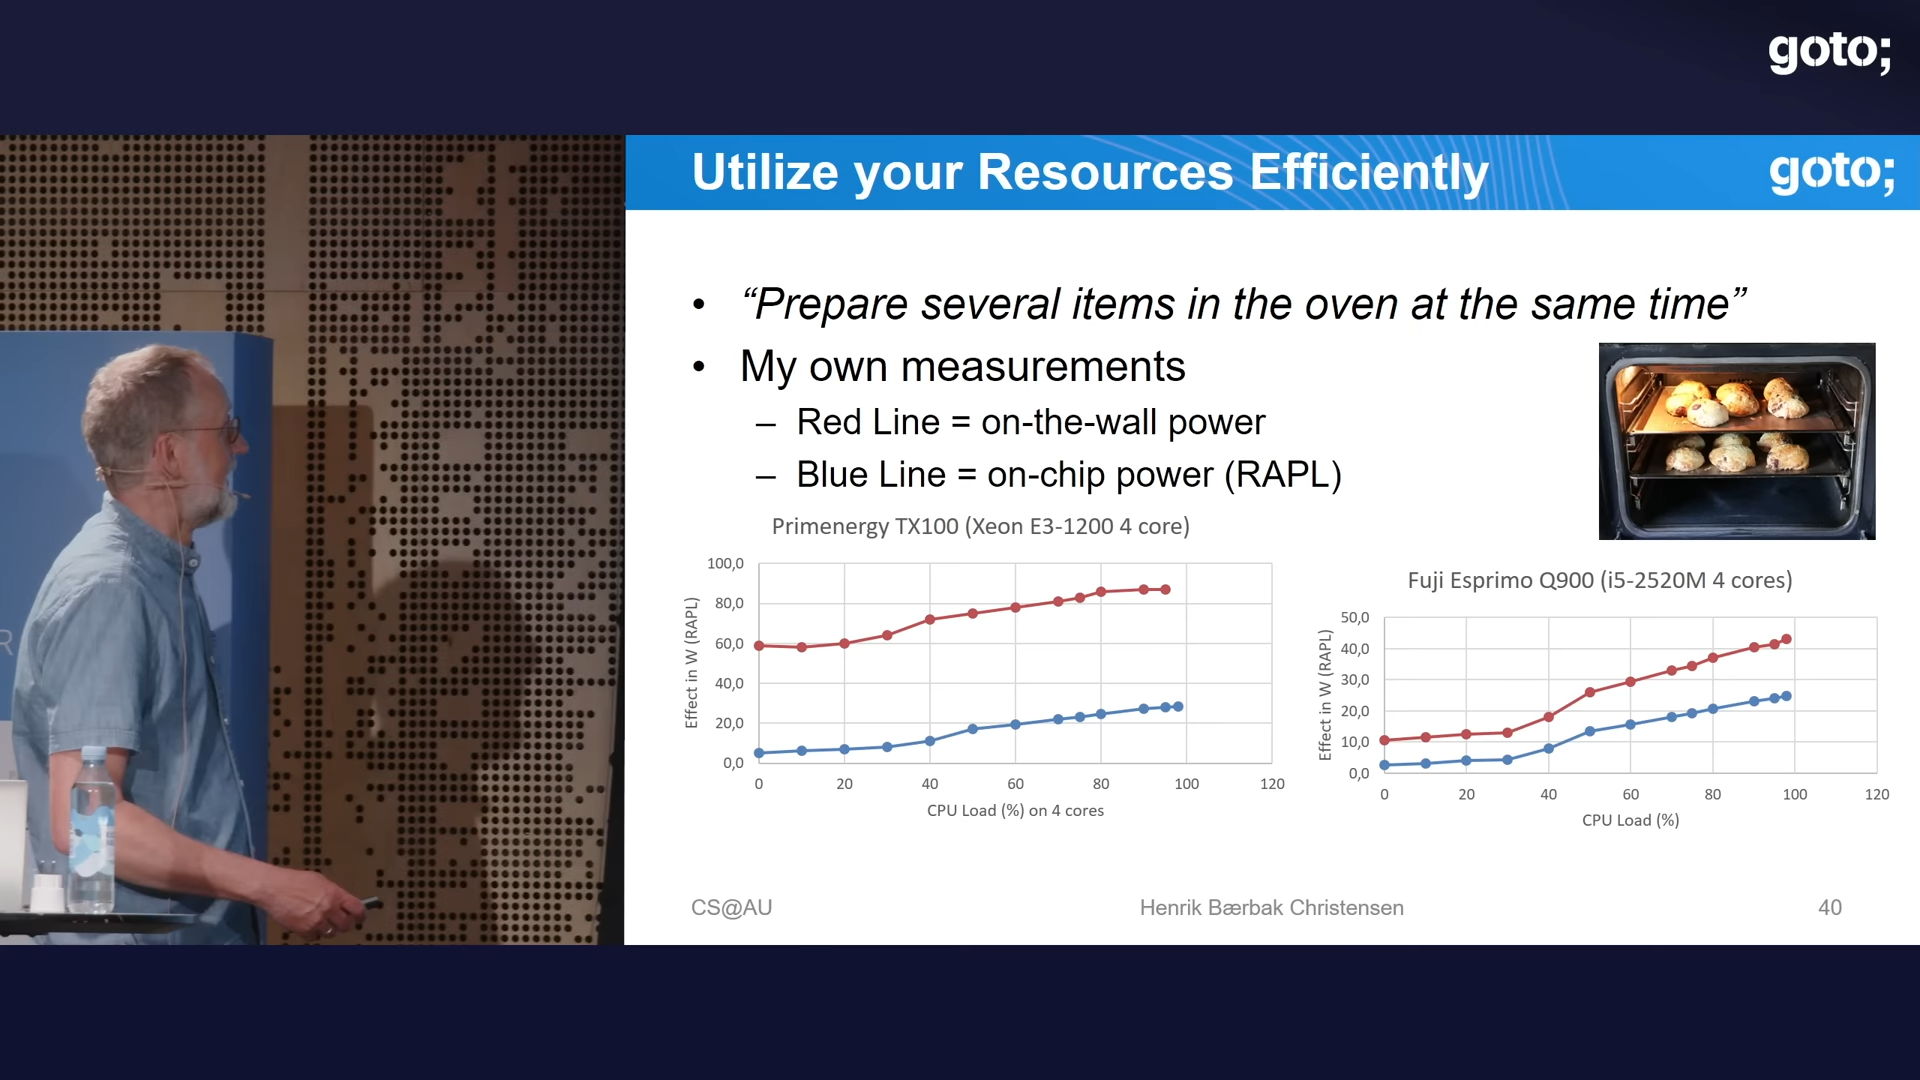 goto;
Utilize your Resources Efficiently
goto;
• “Prepare several items in the oven at the same time”
• My own measurements
– Red Line = on-the-wall power
– Blue Line = on-chip power (RAPL)
Primenergy TX100 (Xeon E3-1200 4 core)
Effect in W (RAPL)
100,0
80,0
60,0
40,0
20,0
0,0
0 20 40 60 80 100 120
CPU Load (%) on 4 cores
Fuji Esprimo Q900 (i5-2520M 4 cores)
Effect in W (RAPL)
50,0
40,0
30,0
20,0
10,0
0,0
0 20 40 60 80 100 120
CPU Load (%)
CS@AU
Henrik Bærbak Christensen
40
R